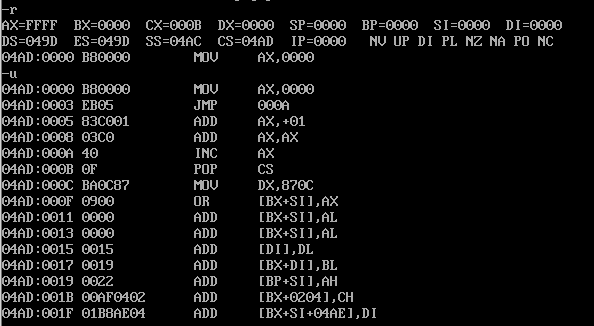 -r
AX=FFFF BX=0000 CX=000B DX=0000 SP=0000 BP=0000 SI=0000 DI=0000
DS=049D ES=049D SS=04AC CS=04AD IP=0000 NV UP DI PL NZ NA PO NC
04AD:0000 B80000 MOV AX,0000
-u
04AD:0000 B80000 MOV AX,0000
04AD:0003 EB05 JMP 000A
04AD:0005 83C001 ADD AX,+01
04AD:0008 03C0 ADD AX,AX
04AD:000A 40 INC AX
04AD:000B 0F POP CS
04AD:000C BA0C87 MOV DX,870C
04AD:000F 0900 OR [BX+SI],AX
04AD:0011 0000 ADD [BX+SI],AL
04AD:0013 0000 ADD [BX+SI],AL
04AD:0015 0015 ADD [DI],DL
04AD:0017 0019 ADD [BX+DI],BL
04AD:0019 0022 ADD [BP+SI],AH
04AD:001B 00AF0402 ADD [BX+0204],CH
04AD:001F 01B8AE04 ADD [BX+SI+04AE],DI